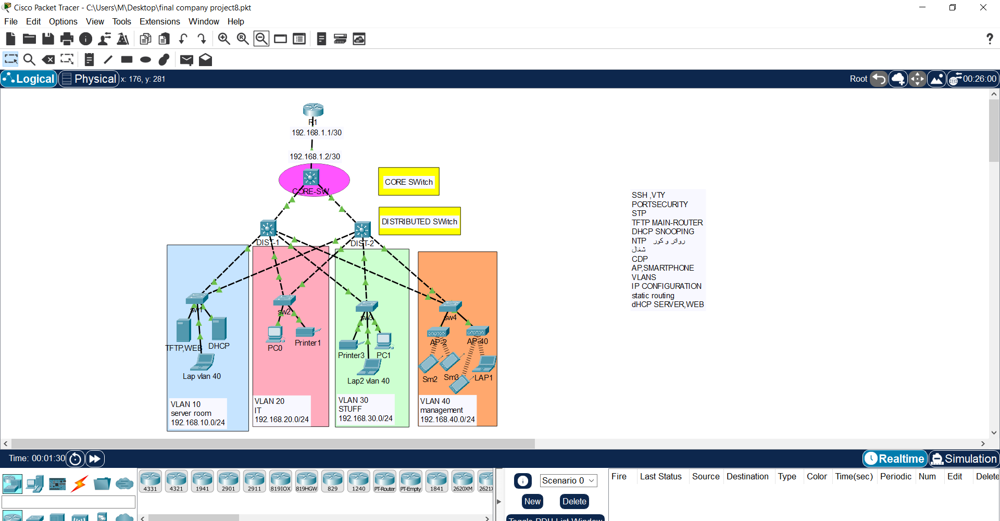 Cisco Packet Tracer - C:\Users\M\Desktop\final company project8.pkt
File Edit Options View Tools Extensions Window Help
?
Logical Physical x: 176, y: 281 Root 00:26:00
R1
192.168.1.1/30
192.168.1.2/30
CORE-SW
CORE SWitch
DISTRIBUTED SWitch
DIST-1
DIST-2
SSH ,VTY
PORTSECURITY
STP
TFTP MAIN-ROUTER
DHCP SNOOPING
NTP رواتر و كور
شغال
CDP
AP,SMARTPHONE
VLANS
IP CONFIGURATION
static routing
dHCP SERVER,WEB
sw1
sw2
sw3
sw4
TFTP,WEB
DHCP
Lap vlan 40
PC0
Printer1
Printer3
PC1
Lap2 vlan 40
AP-2
AP-40
Sm2
Sm3
LAP1
VLAN 10
server room
192.168.10.0/24
VLAN 20
IT
192.168.20.0/24
VLAN 30
STUFF
192.168.30.0/24
VLAN 40
management
192.168.40.0/24
Time: 00:01:30 Realtime Simulation
4331 4321 1941 2901 2911 819IOX 819HGW 829 1240 PT-Router PT-Empty 1841 2620XM 2621X
Scenario 0
New Delete
Toggle PDU List Window
Fire Last Status Source Destination Type Color Time(sec) Periodic Num Edit Delete